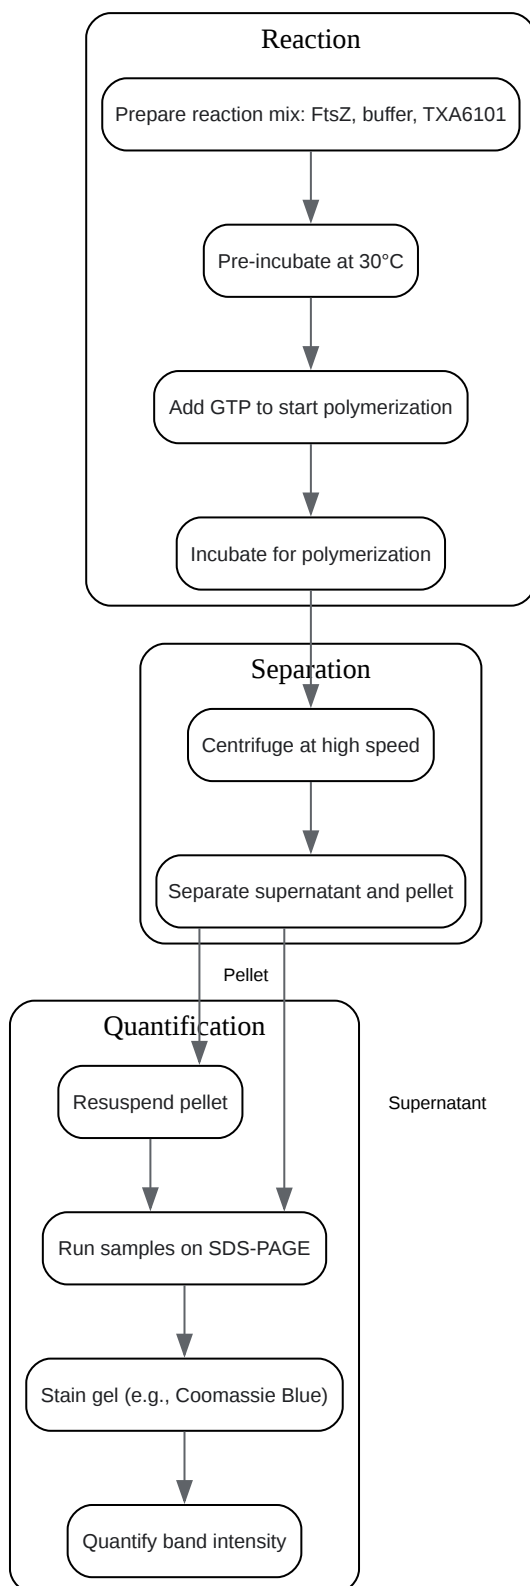 Reaction
Prepare reaction mix: FtsZ, buffer, TXA6101
Pre-incubate at 30°C
Add GTP to start polymerization
Incubate for polymerization
Separation
Centrifuge at high speed
Separate supernatant and pellet
Pellet
Quantification
Resuspend pellet
Supernatant
Run samples on SDS-PAGE
Stain gel (e.g., Coomassie Blue)
Quantify band intensity